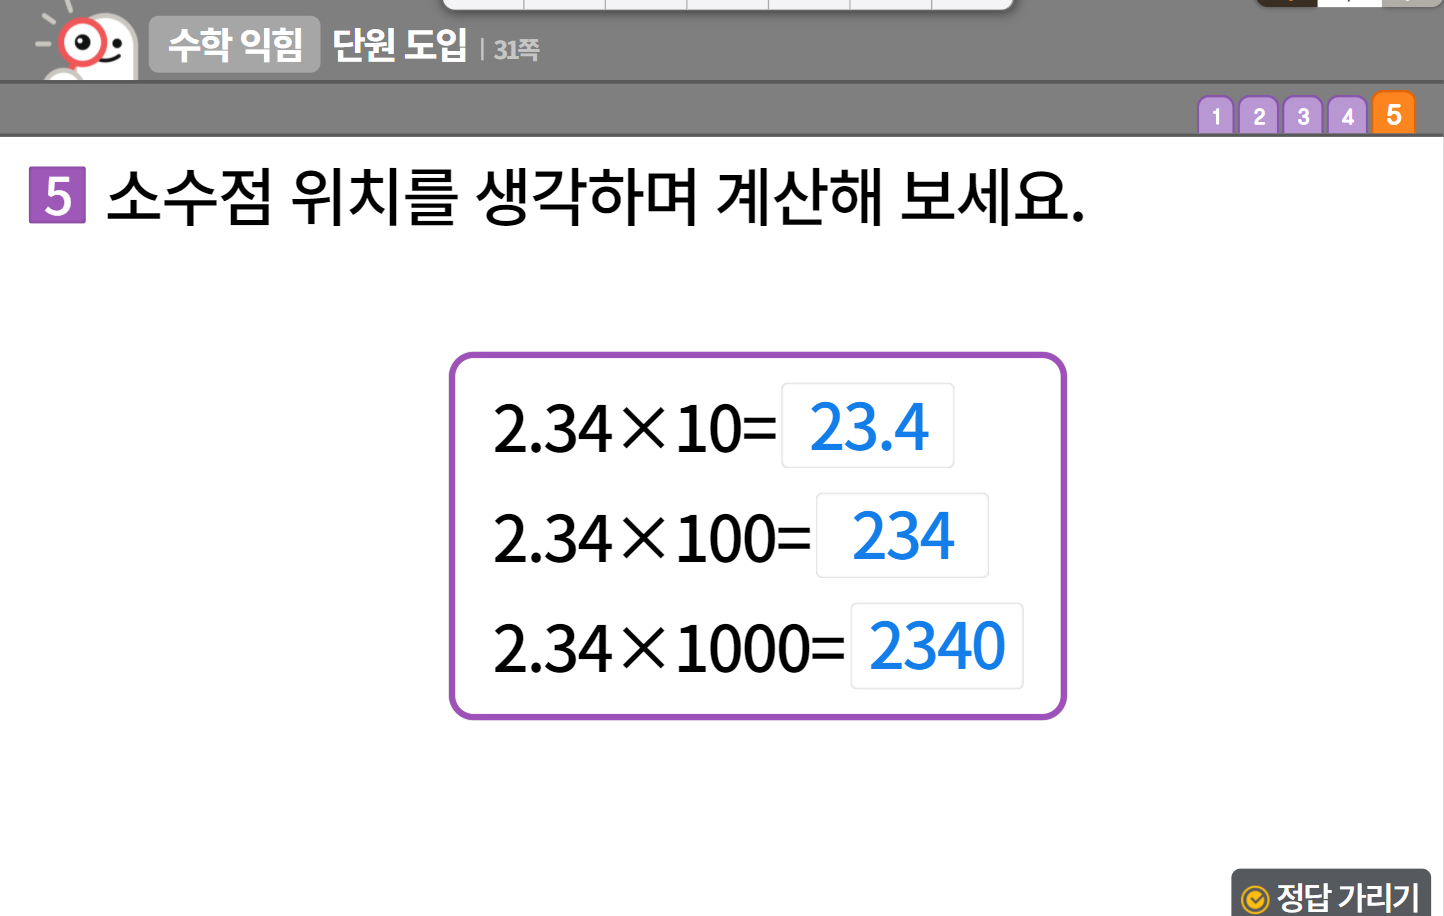 수학 익힘 단원 도입 31쪽
1 2 3 4 5
5 소수점 위치를 생각하며 계산해 보세요.
2.34×10= 23.4
2.34×100= 234
2.34×1000= 2340
정답 가리기